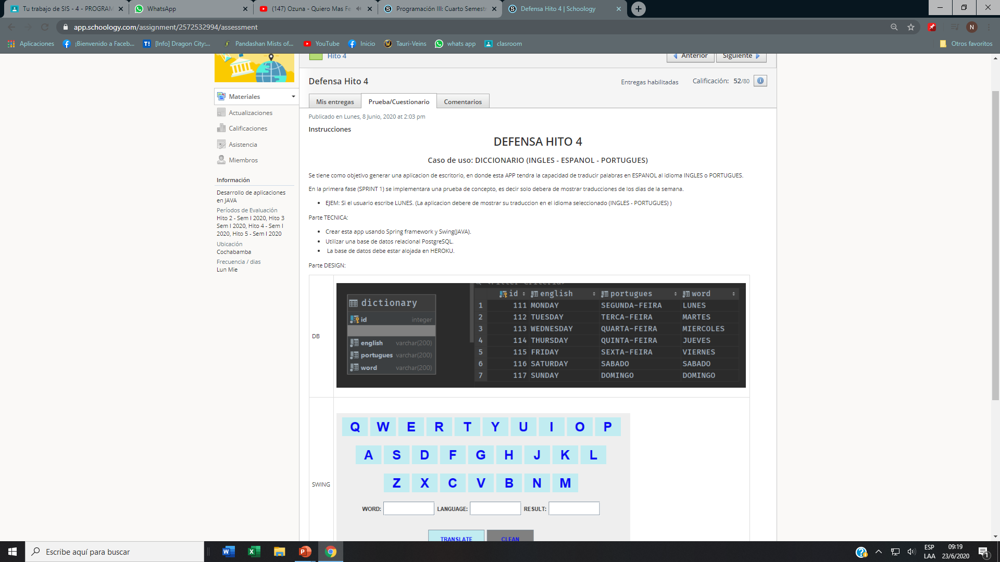 Tu trabajo de SIS - 4 - PROGRAM
WhatsApp
(147) Ozuna - Quiero Mas Fe
Programación III: Cuarto Semestr
Defensa Hito 4 | Schoology
app.schoology.com/assignment/2572532994/assessment
N
Aplicaciones
¡Bienvenido a Faceb...
T!
[Info] Dragon City:...
Pandashan Mists of...
YouTube
Inicio
Tauri-Veins
whats app
clasroom
Otros favoritos
Hito 4
Anterior
Siguiente
Defensa Hito 4
Entregas habilitadas
Calificación: 52/80
Materiales
Mis entregas
Prueba/Cuestionario
Comentarios
Actualizaciones
Calificaciones
Asistencia
Miembros
Información
Desarrollo de aplicaciones
en JAVA
Períodos de Evaluación
Hito 2 - Sem I 2020, Hito 3
Sem I 2020, Hito 4 - Sem I
2020, Hito 5 - Sem I 2020
Ubicación
Cochabamba
Frecuencia / dias
Lun Mie
Publicado en Lunes, 8 Junio, 2020 at 2:03 pm
Instrucciones
DEFENSA HITO 4
Caso de uso: DICCIONARIO (INGLES - ESPANOL - PORTUGUES)
Se tiene como objetivo generar una aplicacion de escritorio, en donde esta APP tendra la capacidad de traducir palabras en ESPANOL al idioma INGLES o PORTUGUES.
En la primera fase (SPRINT 1) se implementara una prueba de concepto, es decir solo debera de mostrar traducciones de los dias de la semana.
EJEM: Si el usuario escribe LUNES. (La aplicacion debere de mostrar su traduccion en el idioma seleccionado (INGLES - PORTUGUES) )
Parte TECNICA:
Crear esta app usando Spring framework y Swing(JAVA).
Utilizar una base de datos relacional PostgreSQL.
La base de datos debe estar alojada en HEROKU.
Parte DESIGN:
DB
dictionary
id integer
english varchar(200)
portugues varchar(200)
word varchar(200)
<Filter Criteria>
id english portugues word
1 111 MONDAY SEGUNDA-FEIRA LUNES
2 112 TUESDAY TERCA-FEIRA MARTES
3 113 WEDNESDAY QUARTA-FEIRA MIERCOLES
4 114 THURSDAY QUINTA-FEIRA JUEVES
5 115 FRIDAY SEXTA-FEIRA VIERNES
6 116 SATURDAY SABADO SABADO
7 117 SUNDAY DOMINGO DOMINGO
SWING
Q W E R T Y U I O P
A S D F G H J K L
Z X C V B N M
WORD: LANGUAGE: RESULT:
TRANSLATE CLEAN
Escribe aquí para buscar
ESP
LAA
09:19
23/6/2020
1